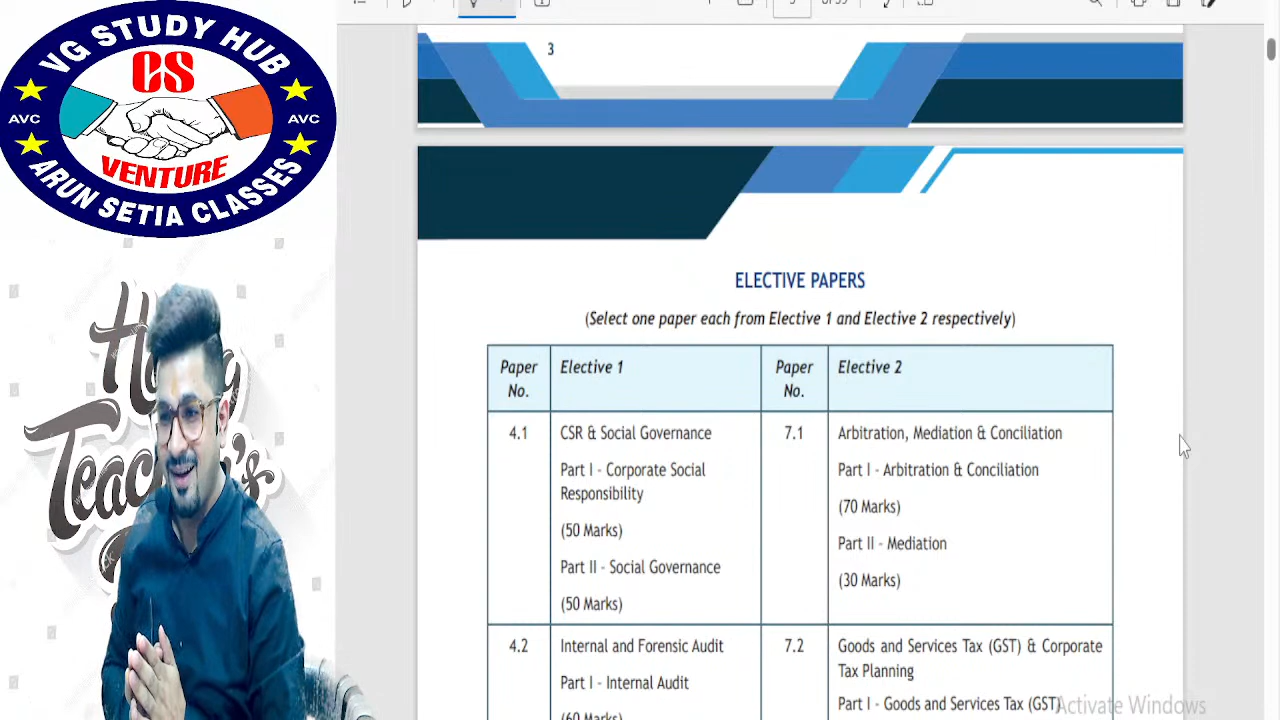 VG STUDY HUB
CS
AVC
AVC
VENTURE
ARUN SETIA CLASSES
Teacher's
3
ELECTIVE PAPERS
(Select one paper each from Elective 1 and Elective 2 respectively)
Paper No.
Elective 1
Paper No.
Elective 2
4.1
CSR & Social Governance
Part I - Corporate Social
Responsibility
(50 Marks)
Part II - Social Governance
(50 Marks)
7.1
Arbitration, Mediation & Conciliation
Part I - Arbitration & Conciliation
(70 Marks)
Part II - Mediation
(30 Marks)
4.2
Internal and Forensic Audit
Part I - Internal Audit
(60 Marks)
7.2
Goods and Services Tax (GST) & Corporate
Tax Planning
Part I - Goods and Services Tax (GST)
Activate Windows